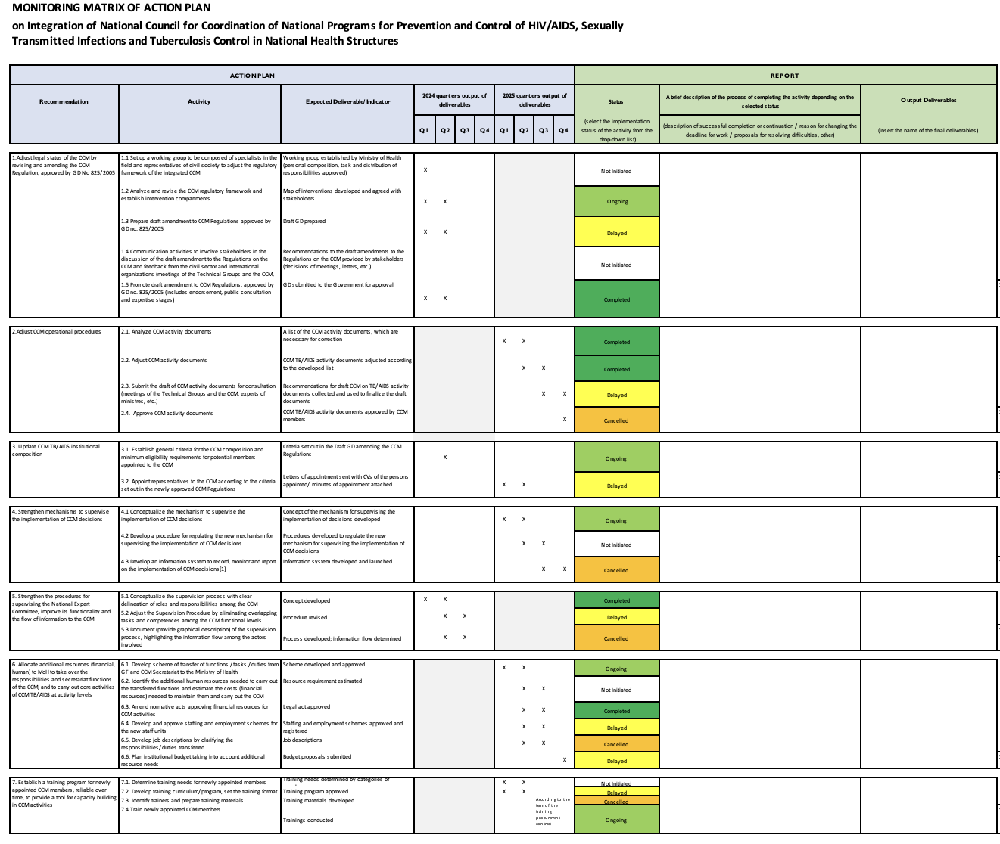 MONITORING MATRIX OF ACTION PLAN
on Integration of National Council for Coordination of National Programs for Prevention and Control of HIV/AIDS, Sexually
Transmitted Infections and Tuberculosis Control in National Health Structures
ACTION PLAN
REPORT
Recommendation
Activity
Expected Deliverable/ Indicator
2024 quarters output of
deliverables
2025 quarters output of
deliverables
Status
A brief description of the process of completing the activity depending on the
selected status
Output Deliverables
Q1 Q2 Q3 Q4 Q1 Q2 Q3 Q4
(select the implementation
status of the activity from the
drop-down list)
(description of successful completion or continuation / reason for changing the
deadline for work / proposals for resolving difficulties, other)
(insert the name of the final deliverables)
1.Adjust legal status of the CCM by
revising and amending the CCM
Regulation, approved by GD No 825/2005
1.1 Set up a working group to be composed of specialists in the
field and representatives of civil society to adjust the regulatory
framework of the integrated CCM
Working group established by Ministry of Health
(personal composition, task and distribution of
responsibilities approved)
X
Not Initiated
1.2 Analyze and revise the CCM regulatory framework and
establish intervention compartments
Map of interventions developed and agreed with
stakeholders
X X
Ongoing
1.3 Prepare draft amendment to CCM Regulations approved by
GD no. 825/2005
Draft GD prepared
X X
Delayed
1.4 Communication activities to involve stakeholders in the
discussion of the draft amendment to the Regulations on the
CCM and feedback from the civil sector and international
organizations (meetings of the Technical Groups and the CCM,
Recommendations to the draft amendments to the
Regulations on the CCM provided by stakeholders
(decisions of meetings, letters, etc.)
Not Initiated
1.5 Promote draft amendment to CCM Regulations, approved by
GD no. 825/2005 (includes endorsement, public consultation
and expertise stages)
GD submitted to the Government for approval
X X
Completed
2.Adjust CCM operational procedures
2.1. Analyze CCM activity documents
A list of the CCM activity documents, which are
necessary for correction
X X
Completed
2.2. Adjust CCM activity documents
CCM TB/AIDS activity documents adjusted according
to the developed list
X X
Completed
2.3. Submit the draft of CCM activity documents for consultation
(meetings of the Technical Groups and the CCM, experts of
ministres, etc.)
Recommendations for draft CCM on TB/AIDS activity
documents collected and used to finalize the draft
documents
X X
Delayed
2.4. Approve CCM activity documents
CCM TB/AIDS activity documents approved by CCM
members
X
Cancelled
3. Update CCM TB/AIDS institutional
composition
3.1. Establish general criteria for the CCM composition and
minimum eligibility requirements for potential members
appointed to the CCM
Criteria set out in the Draft GD amending the CCM
Regulations
X
Ongoing
3.2. Appoint representatives to the CCM according to the criteria
set out in the newly approved CCM Regulations
Letters of appointment sent with CVs of the persons
appointed/ minutes of appointment attached
X X
Delayed
4. Strengthen mechanisms to supervise
the implementation of CCM decisions
4.1 Conceptualize the mechanism to supervise the
implementation of CCM decisions
Concept of the mechanism for supervising the
implementation of decisions developed
X X
Ongoing
4.2 Develop a procedure for regulating the new mechanism for
supervising the implementation of CCM decisions
Procedures developed to regulate the new
mechanism for supervising the implementation of
CCM decisions
X X
Not Initiated
4.3 Develop an information system to record, monitor and report
on the implementation of CCM decisions[1]
Information system developed and launched
X X
Cancelled
5. Strengthen the procedures for
supervising the National Expert
Committee, improve its functionality and
the flow of information to the CCM
5.1 Conceptualize the supervision process with clear
delineation of roles and responsibilities among the CCM
Concept developed
X X
Completed
5.2 Adjust the Supervision Procedure by eliminating overlapping
tasks and competences among the CCM functional levels
Procedure revised
X X
Delayed
5.3 Document (provide graphical description) of the supervision
process, highlighting the information flow among the actors
involved
Process developed; information flow determined
X X
Cancelled
6. Allocate additional resources (financial,
human) to MoH to take over the
responsibilities and secretariat functions
of the CCM, and to carry out core activities
of CCM TB/AIDS at activity levels
6.1. Develop scheme of transfer of functions /tasks /duties from
GF and CCM Secretariat to the Ministry of Health
Scheme developed and approved
X X
Ongoing
6.2. Identify the additional human resources needed to carry out
the transferred functions and estimate the costs (financial
resources) needed to maintain them and carry out the CCM
Resource requirement estimated
X X
Not Initiated
6.3. Amend normative acts approving financial resources for
CCM activities
Legal act approved
X X
Completed
6.4. Develop and approve staffing and employment schemes for
the new staff units
Staffing and employment schemes approved and
registered
X X
Delayed
6.5. Develop job descriptions by clarifying the
responsibilities/duties transferred.
Job descriptions
X X
Cancelled
6.6. Plan institutional budget taking into account additional
resource needs
Budget proposals submitted
X
Delayed
7. Establish a training program for newly
appointed CCM members, reliable over
time, to provide a tool for capacity building
in CCM activities
7.1. Determine training needs for newly appointed members
Training needs determined by categories of
X X
Not Initiated
7.2. Develop training curriculum/program, set the training format
Training program approved
X X
Delayed
7.3. Identify trainers and prepare training materials
Training materials developed
Cancelled
7.4 Train newly appointed CCM members
Trainings conducted
According to the
term of the
training
procurement
contract
Ongoing